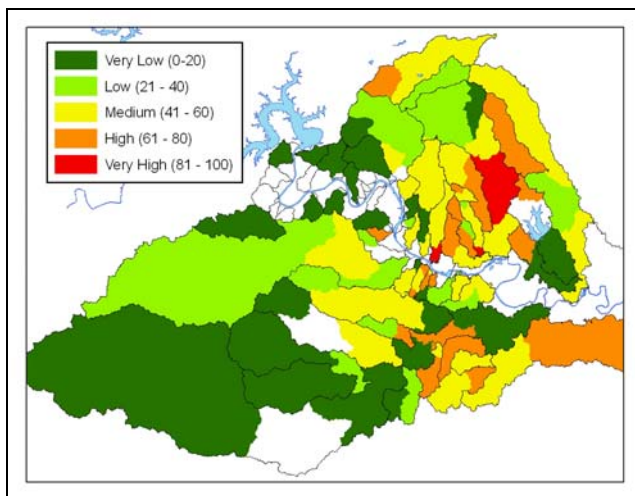 Very Low (0-20)
Low (21 - 40)
Medium (41 - 60)
High (61 - 80)
Very High (81 - 100)